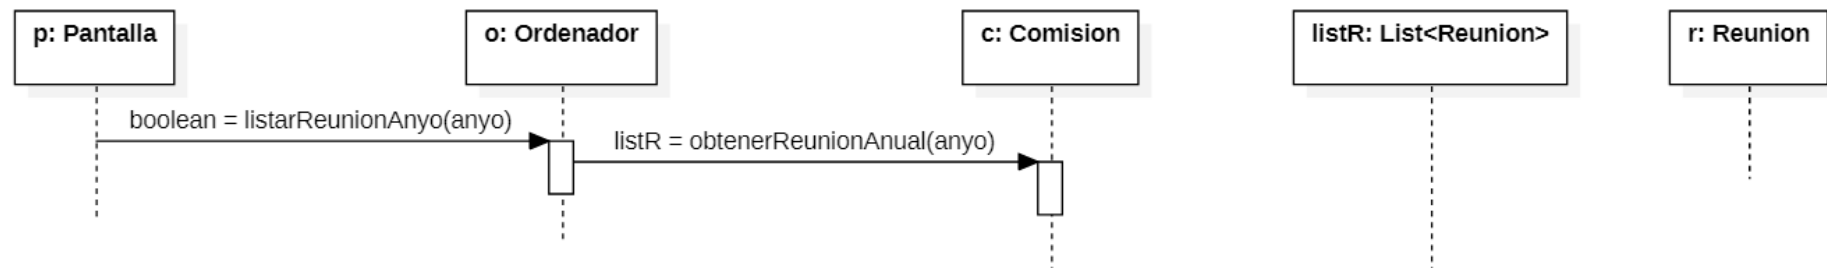 p: Pantalla
o: Ordenador
c: Comision
listR: List<Reunion>
r: Reunion
boolean = listarReunionAnyo(anyo)
listR = obtenerReunionAnual(anyo)